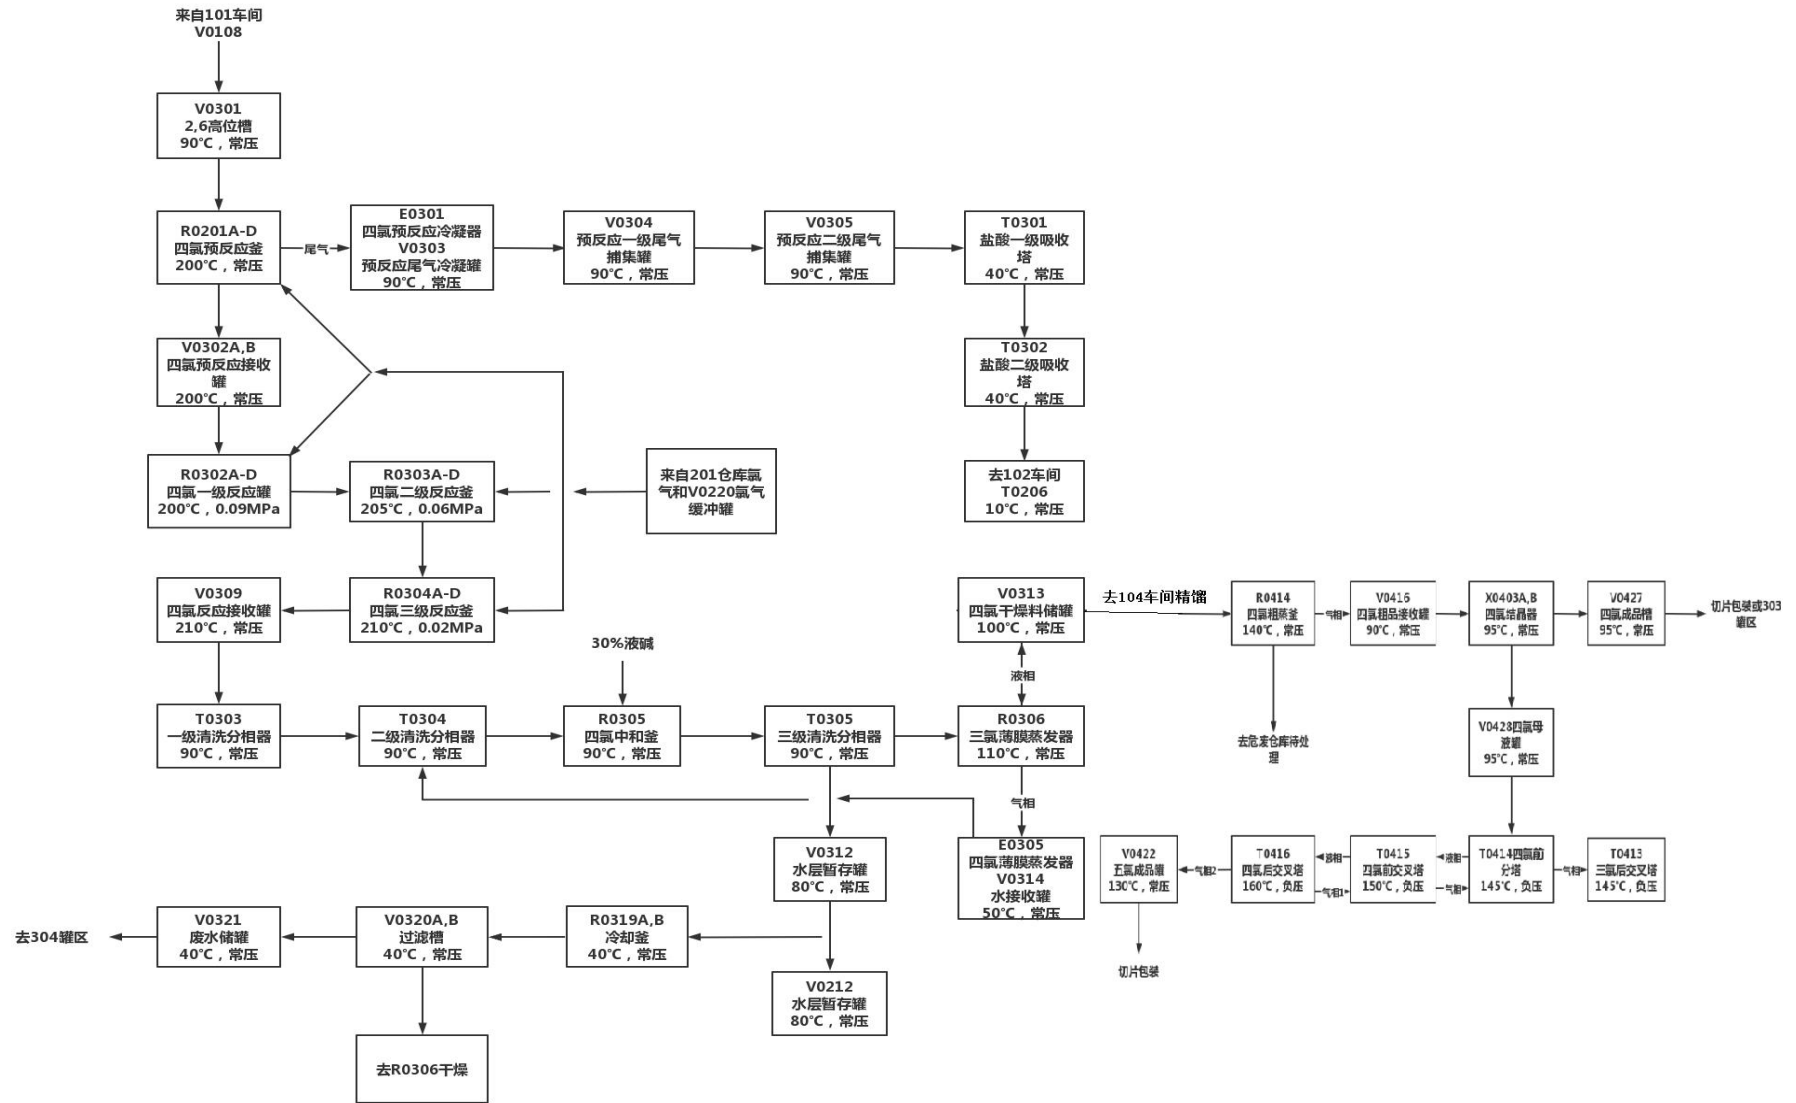 来自101车间
V0108
V0301
2,6高位槽
90℃，常压
R0201A-D
四氯预反应釜
200℃，常压
尾气
E0301
四氯预反应冷凝器
V0303
预反应尾气冷凝罐
90℃，常压
V0304
预反应一级尾气
捕集罐
90℃，常压
V0305
预反应二级尾气
捕集罐
90℃，常压
T0301
盐酸一级吸收
塔
40℃，常压
V0302A,B
四氯预反应接收
罐
200℃，常压
T0302
盐酸二级吸收
塔
40℃，常压
R0302A-D
四氯一级反应罐
200℃，0.09MPa
R0303A-D
四氯二级反应釜
205℃，0.06MPa
来自201仓库氯
气和V0220氯气
缓冲罐
去102车间
T0206
10℃，常压
V0309
四氯反应接收罐
210℃，常压
R0304A-D
四氯三级反应釜
210℃，0.02MPa
V0313
四氯干燥料储罐
100℃，常压
去104车间精馏
R0414
四氯粗蒸釜
140℃，常压
气相
V0416
四氯粗品接收罐
90℃，常压
X0403A,B
四氯结晶器
95℃，常压
V0427
四氯成品槽
95℃，常压
切片包装或303
罐区
30%液碱
液相
T0303
一级清洗分相器
90℃，常压
T0304
二级清洗分相器
90℃，常压
R0305
四氯中和釜
90℃，常压
T0305
三级清洗分相器
90℃，常压
R0306
三氯薄膜蒸发器
110℃，常压
去危废仓库待处
理
V0428四氯母
液罐
95℃，常压
气相
V0312
水层暂存罐
80℃，常压
E0305
四氯薄膜蒸发器
V0314
水接收罐
50℃，常压
V0422
五氯成品罐
130℃，常压
气相2
T0416
四氯后交叉塔
160℃，负压
液相
气相1
T0415
四氯前交叉塔
150℃，负压
液相
气相
T0414四氯前
分塔
145℃，负压
气相
T0413
三氯后交叉塔
145℃，负压
去304罐区
V0321
废水储罐
40℃，常压
V0320A,B
过滤槽
40℃，常压
R0319A,B
冷却釜
40℃，常压
切片包装
V0212
水层暂存罐
80℃，常压
去R0306干燥